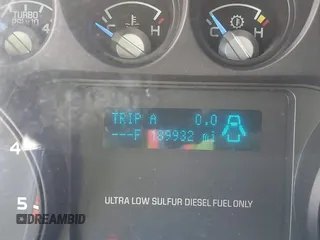 TURBO
C H C H
4
TRIP A 0.0
---F 139932 mi
4
5
ULTRA LOW SULFUR DIESEL FUEL ONLY
DREAMBID